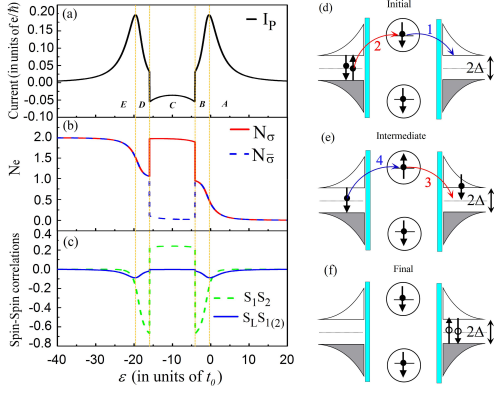 (a)
I_P
Current (in units of e/ℏ)
0.20
0.15
0.10
0.05
0.00
-0.05
-0.10
E D C B A
(b)
N_σ
N_σ̄
Ne
2.0
1.5
1.0
0.5
0.0
(c)
S_1S_2
S_LS_1(2)
Spin-Spin correlations
0.4
0.2
0.0
-0.2
-0.4
-0.6
-0.8
-40 -30 -20 -10 0 10 20
ε (in units of t_0)
(d) Initial
2 1
2Δ
(e) Intermediate
4 3
2Δ
(f) Final
2Δ